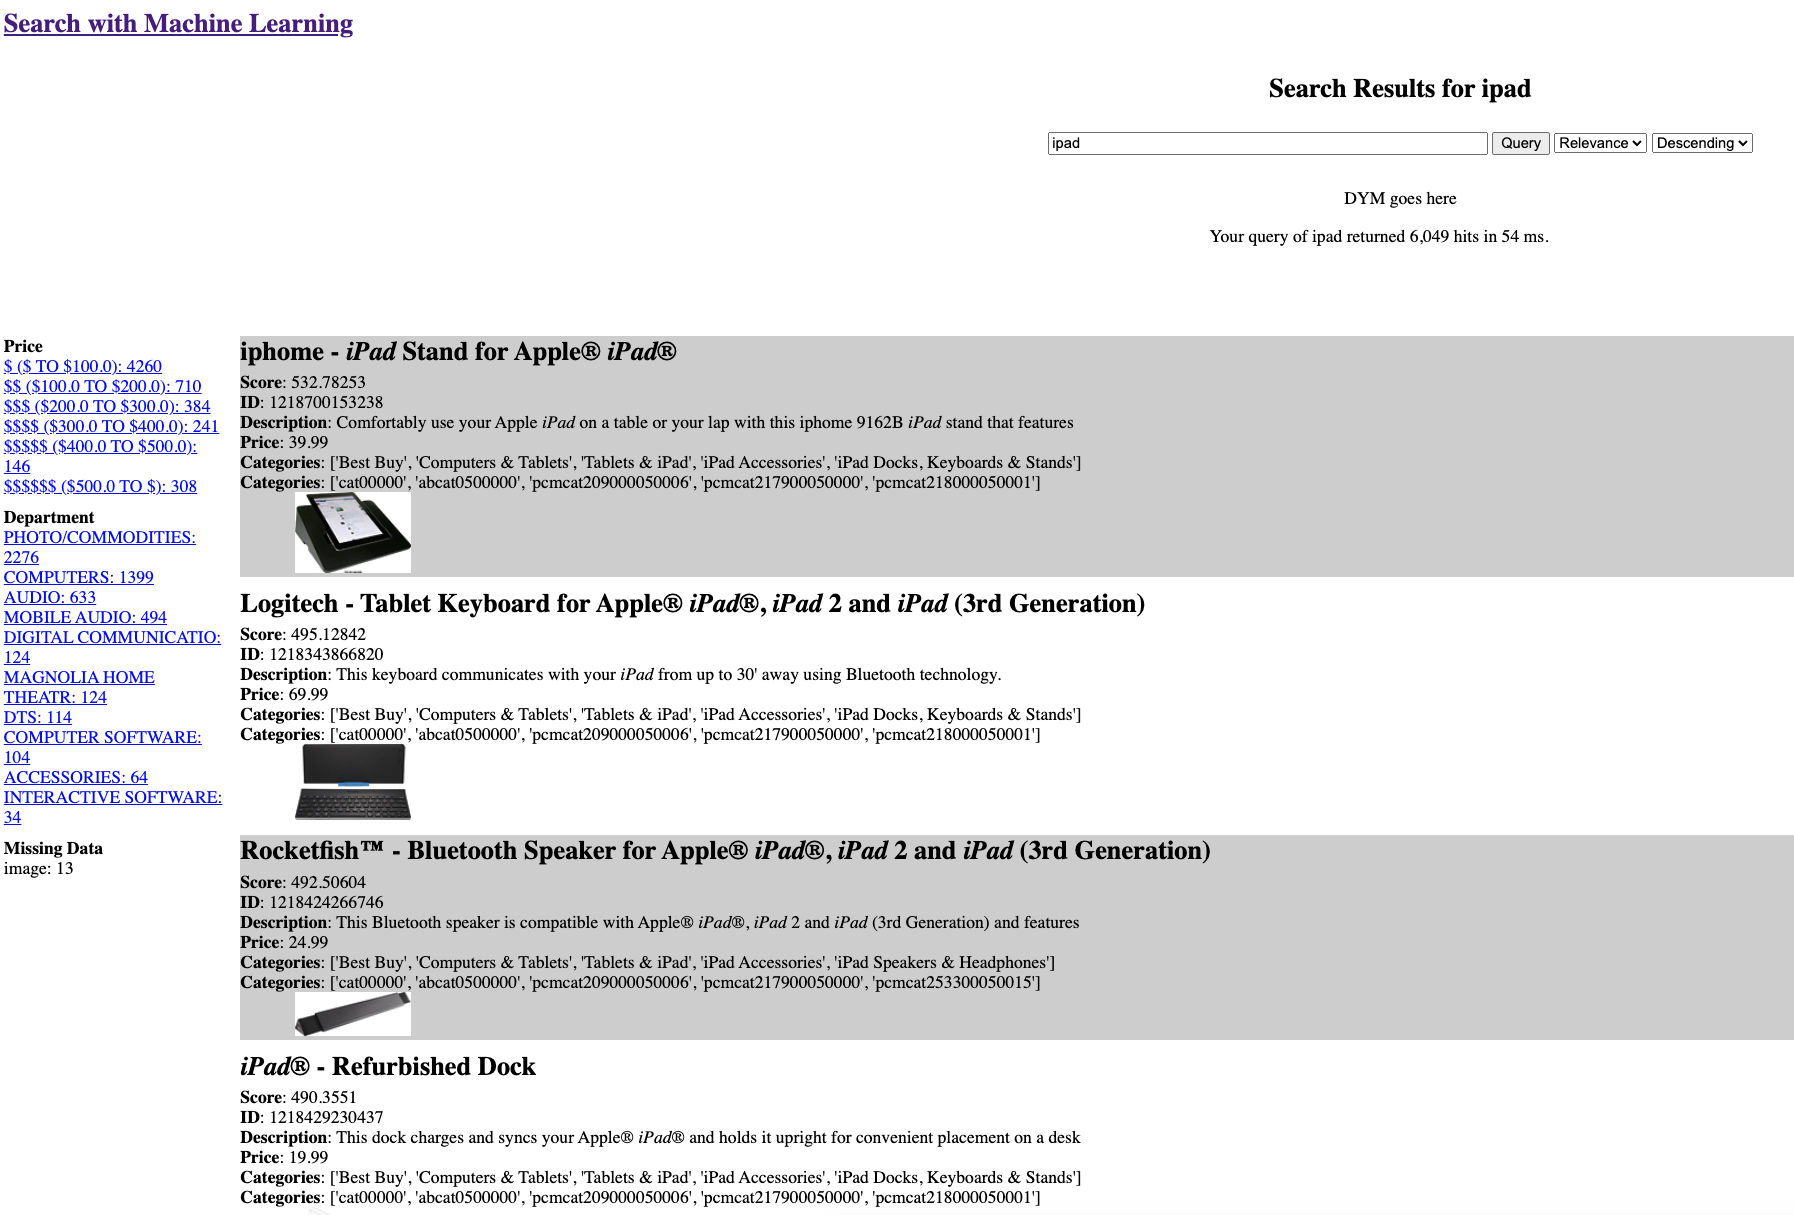 Search with Machine Learning
Search Results for ipad
ipad Query Relevance Descending
DYM goes here
Your query of ipad returned 6,049 hits in 54 ms.
Price
$ ($ TO $100.0): 4260
$$ ($100.0 TO $200.0): 710
$$$ ($200.0 TO $300.0): 384
$$$$ ($300.0 TO $400.0): 241
$$$$$ ($400.0 TO $500.0):
146
$$$$$$ ($500.0 TO $): 308
Department
PHOTO/COMMODITIES:
2276
COMPUTERS: 1399
AUDIO: 633
MOBILE AUDIO: 494
DIGITAL COMMUNICATIO:
124
MAGNOLIA HOME
THEATR: 124
DTS: 114
COMPUTER SOFTWARE:
104
ACCESSORIES: 64
INTERACTIVE SOFTWARE:
34
Missing Data
image: 13
iphome - iPad Stand for Apple® iPad®
Score: 532.78253
ID: 1218700153238
Description: Comfortably use your Apple iPad on a table or your lap with this iphome 9162B iPad stand that features
Price: 39.99
Categories: ['Best Buy', 'Computers & Tablets', 'Tablets & iPad', 'iPad Accessories', 'iPad Docks, Keyboards & Stands']
Categories: ['cat00000', 'abcat0500000', 'pcmcat209000050006', 'pcmcat217900050000', 'pcmcat218000050001']
Logitech - Tablet Keyboard for Apple® iPad®, iPad 2 and iPad (3rd Generation)
Score: 495.12842
ID: 1218343866820
Description: This keyboard communicates with your iPad from up to 30' away using Bluetooth technology.
Price: 69.99
Categories: ['Best Buy', 'Computers & Tablets', 'Tablets & iPad', 'iPad Accessories', 'iPad Docks, Keyboards & Stands']
Categories: ['cat00000', 'abcat0500000', 'pcmcat209000050006', 'pcmcat217900050000', 'pcmcat218000050001']
Rocketfish™ - Bluetooth Speaker for Apple® iPad®, iPad 2 and iPad (3rd Generation)
Score: 492.50604
ID: 1218424266746
Description: This Bluetooth speaker is compatible with Apple® iPad®, iPad 2 and iPad (3rd Generation) and features
Price: 24.99
Categories: ['Best Buy', 'Computers & Tablets', 'Tablets & iPad', 'iPad Accessories', 'iPad Speakers & Headphones']
Categories: ['cat00000', 'abcat0500000', 'pcmcat209000050006', 'pcmcat217900050000', 'pcmcat253300050015']
iPad® - Refurbished Dock
Score: 490.3551
ID: 1218429230437
Description: This dock charges and syncs your Apple® iPad® and holds it upright for convenient placement on a desk
Price: 19.99
Categories: ['Best Buy', 'Computers & Tablets', 'Tablets & iPad', 'iPad Accessories', 'iPad Docks, Keyboards & Stands']
Categories: ['cat00000', 'abcat0500000', 'pcmcat209000050006', 'pcmcat217900050000', 'pcmcat218000050001']